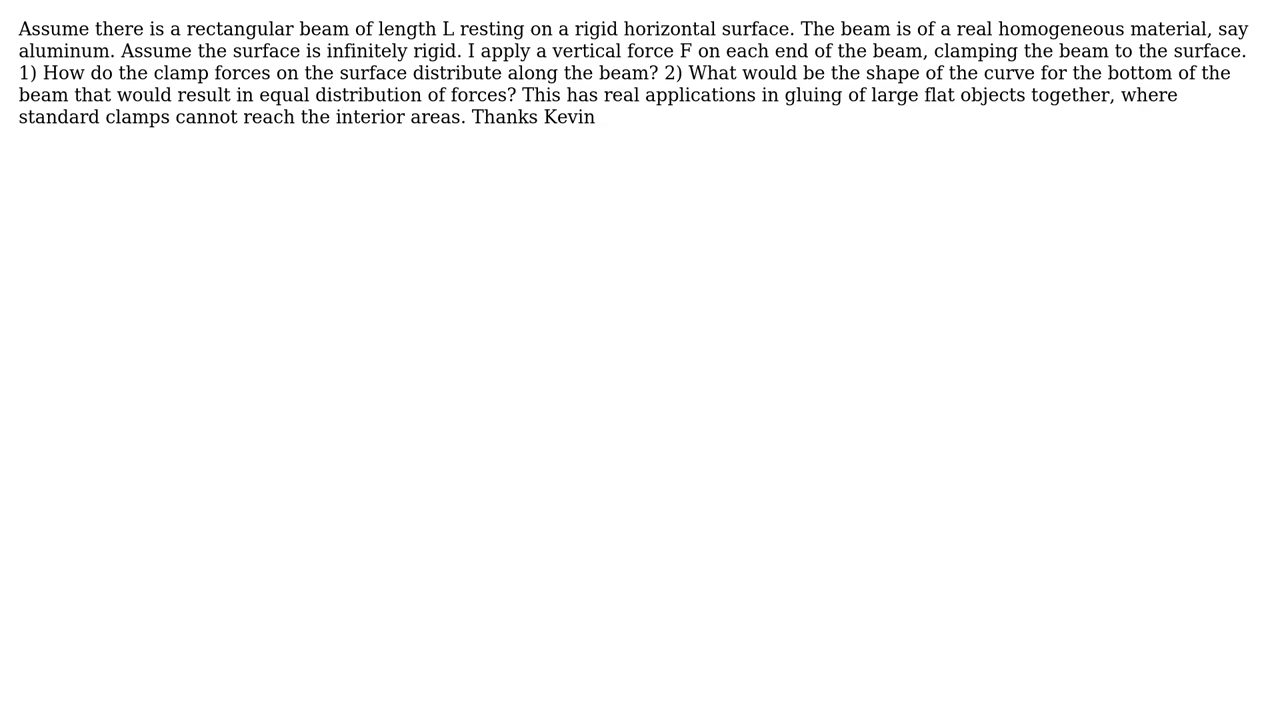 Assume there is a rectangular beam of length L resting on a rigid horizontal surface. The beam is of a real homogeneous material, say
aluminum. Assume the surface is infinitely rigid. I apply a vertical force F on each end of the beam, clamping the beam to the surface.
1) How do the clamp forces on the surface distribute along the beam? 2) What would be the shape of the curve for the bottom of the
beam that would result in equal distribution of forces? This has real applications in gluing of large flat objects together, where
standard clamps cannot reach the interior areas. Thanks Kevin